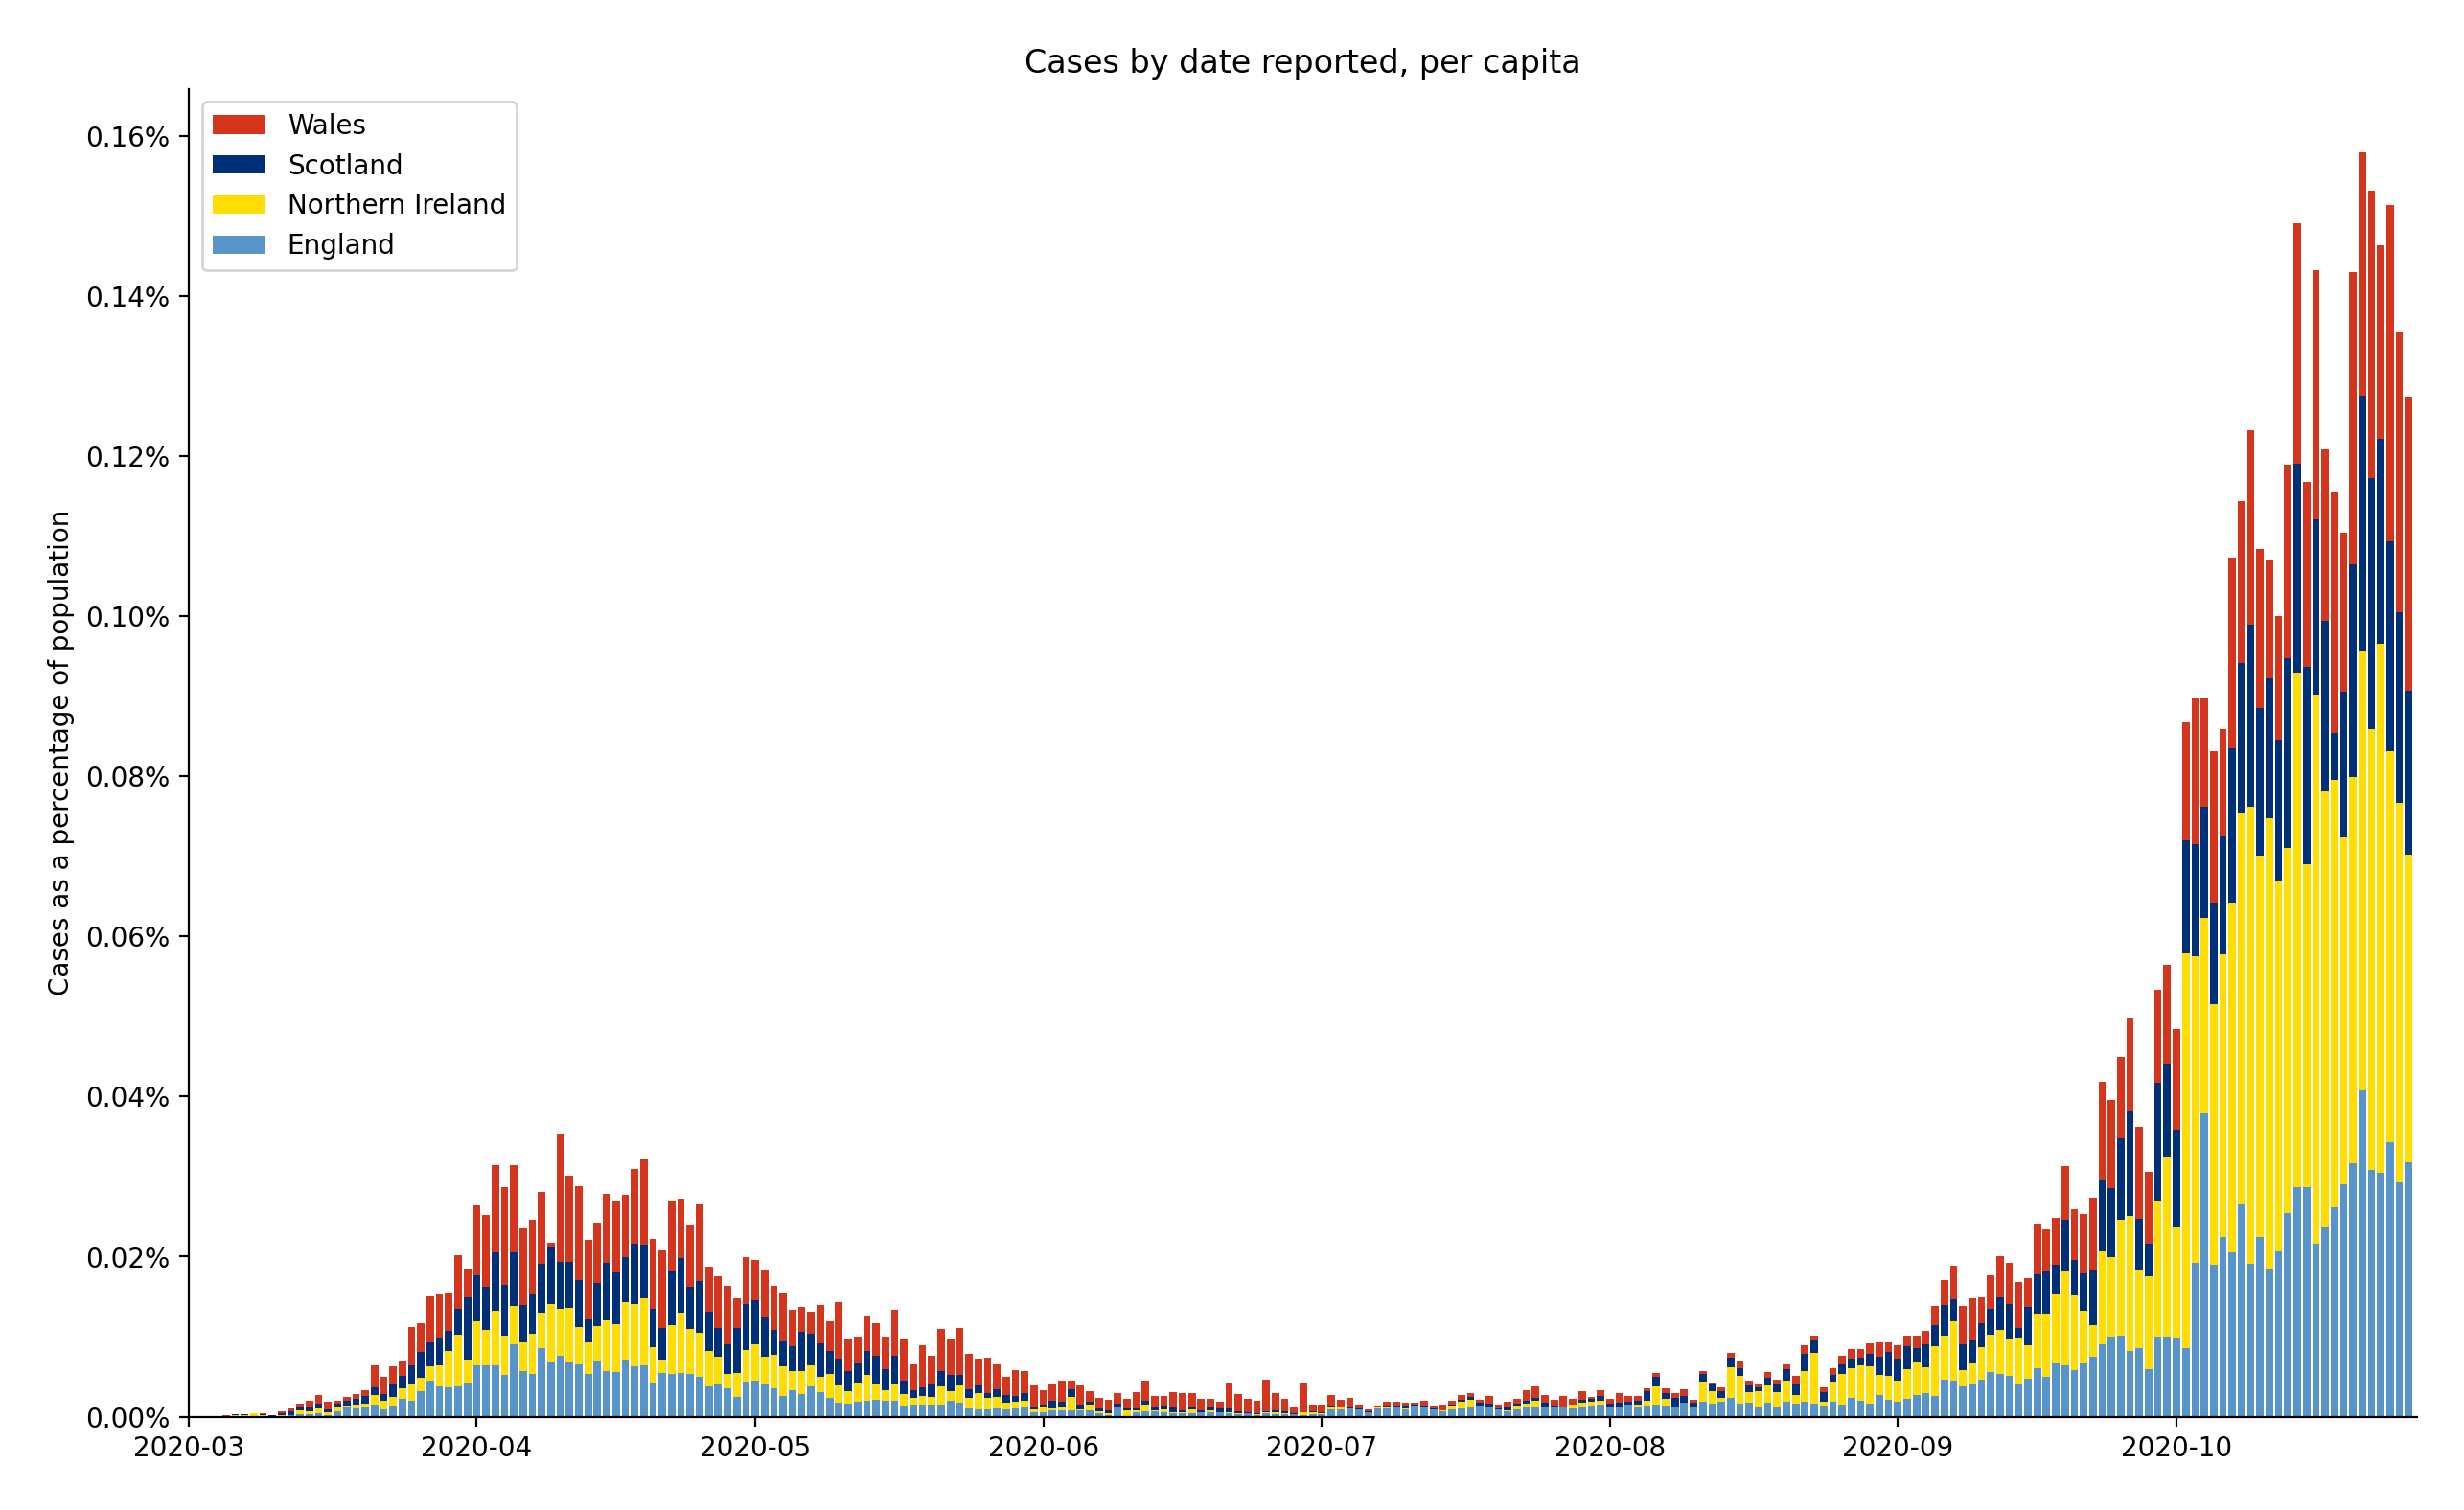 Cases by date reported, per capita
Wales
Scotland
Northern Ireland
England
Cases as a percentage of population
0.16%
0.14%
0.12%
0.10%
0.08%
0.06%
0.04%
0.02%
0.00%
2020-03 2020-04 2020-05 2020-06 2020-07 2020-08 2020-09 2020-10